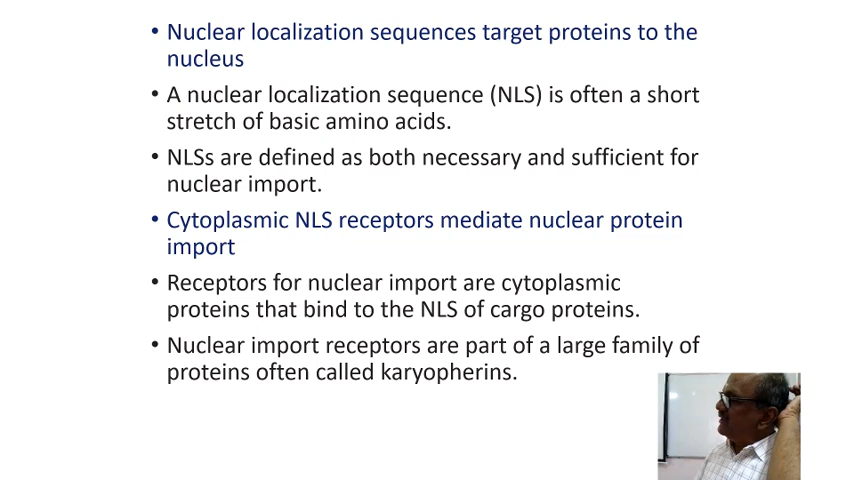 • Nuclear localization sequences target proteins to the
nucleus
• A nuclear localization sequence (NLS) is often a short
stretch of basic amino acids.
• NLSs are defined as both necessary and sufficient for
nuclear import.
• Cytoplasmic NLS receptors mediate nuclear protein
import
• Receptors for nuclear import are cytoplasmic
proteins that bind to the NLS of cargo proteins.
• Nuclear import receptors are part of a large family of
proteins often called karyopherins.